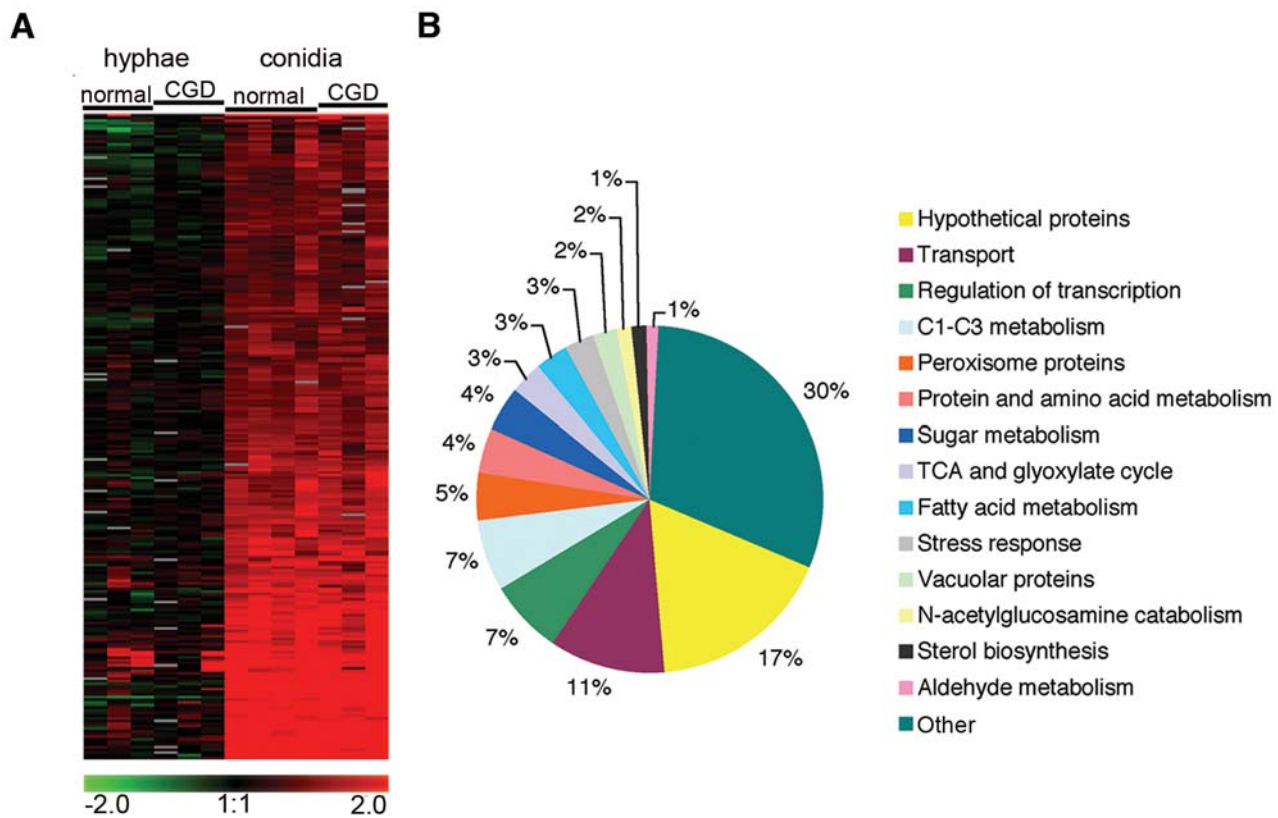 A
hyphae conidia
normal CGD normal CGD
-2.0 1:1 2.0
B
1%
2%
2%
3%
3%
3%
4%
4%
5%
7%
7%
11%
17%
30%
1%
Hypothetical proteins
Transport
Regulation of transcription
C1-C3 metabolism
Peroxisome proteins
Protein and amino acid metabolism
Sugar metabolism
TCA and glyoxylate cycle
Fatty acid metabolism
Stress response
Vacuolar proteins
N-acetylglucosamine catabolism
Sterol biosynthesis
Aldehyde metabolism
Other